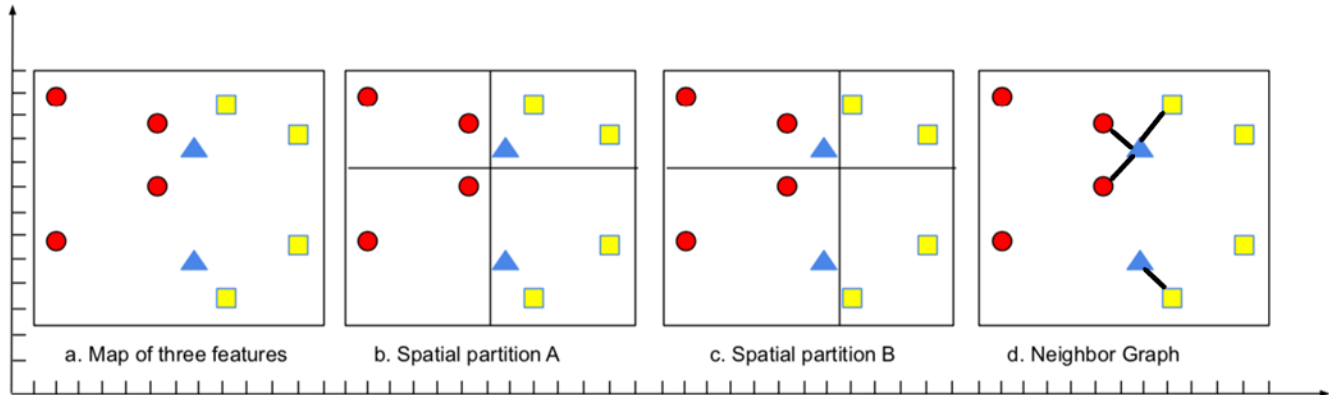 a. Map of three features
b. Spatial partition A
c. Spatial partition B
d. Neighbor Graph